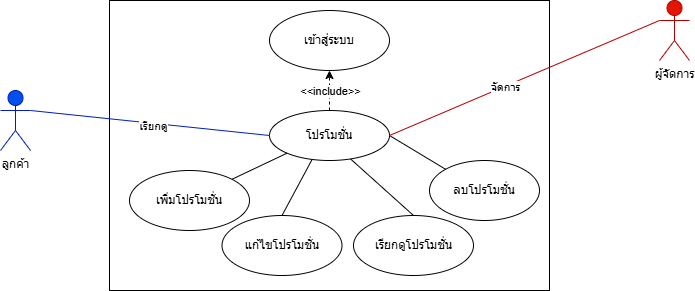 เข้าสู่ระบบ
ผู้จัดการ
จัดการ
<<include>>
เรียกดู
โปรโมชั่น
ลูกค้า
ลบโปรโมชั่น
เพิ่มโปรโมชั่น
แก้ไขโปรโมชั่น
เรียกดูโปรโมชั่น